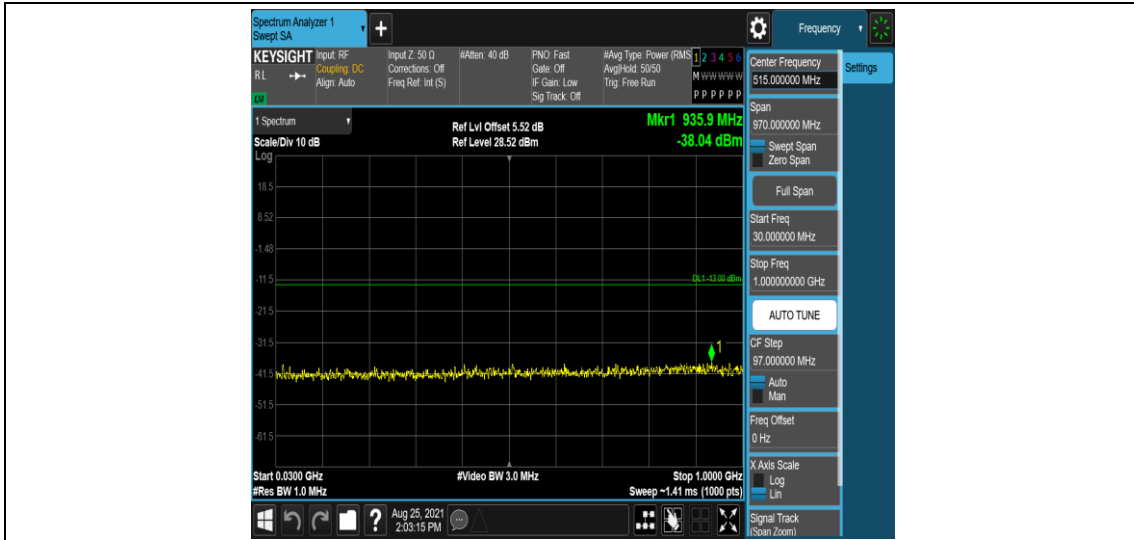 Spectrum Analyzer 1
Swept SA
Frequency
KEYSIGHT
RL
Input: RF
Coupling: DC
Align: Auto
Input Z: 50 Ω
Corrections: Off
Freq Ref: Int (S)
#Atten: 40 dB
PNO: Fast
Gate: Off
IF Gain: Low
Sig Track: Off
#Avg Type: Power (RMS
Avg|Hold: 50/50
Trig: Free Run
1 2 3 4 5 6
M W W W W W
P P P P P P
1 Spectrum
Scale/Div 10 dB
Log
Ref Lvl Offset 5.52 dB
Ref Level 28.52 dBm
Mkr1 935.9 MHz
-38.04 dBm
18.5
8.52
-1.48
-11.5
-21.5
-31.5
-41.5
-51.5
-61.5
DL1 -13.00 dBm
1
Start 0.0300 GHz
#Res BW 1.0 MHz
#Video BW 3.0 MHz
Stop 1.0000 GHz
Sweep ~1.41 ms (1000 pts)
Aug 25, 2021
2:03:15 PM
Center Frequency
515.000000 MHz
Settings
Span
970.000000 MHz
Swept Span
Zero Span
Full Span
Start Freq
30.000000 MHz
Stop Freq
1.000000000 GHz
AUTO TUNE
CF Step
97.000000 MHz
Auto
Man
Freq Offset
0 Hz
X Axis Scale
Log
Lin
Signal Track
(Span Zoom)